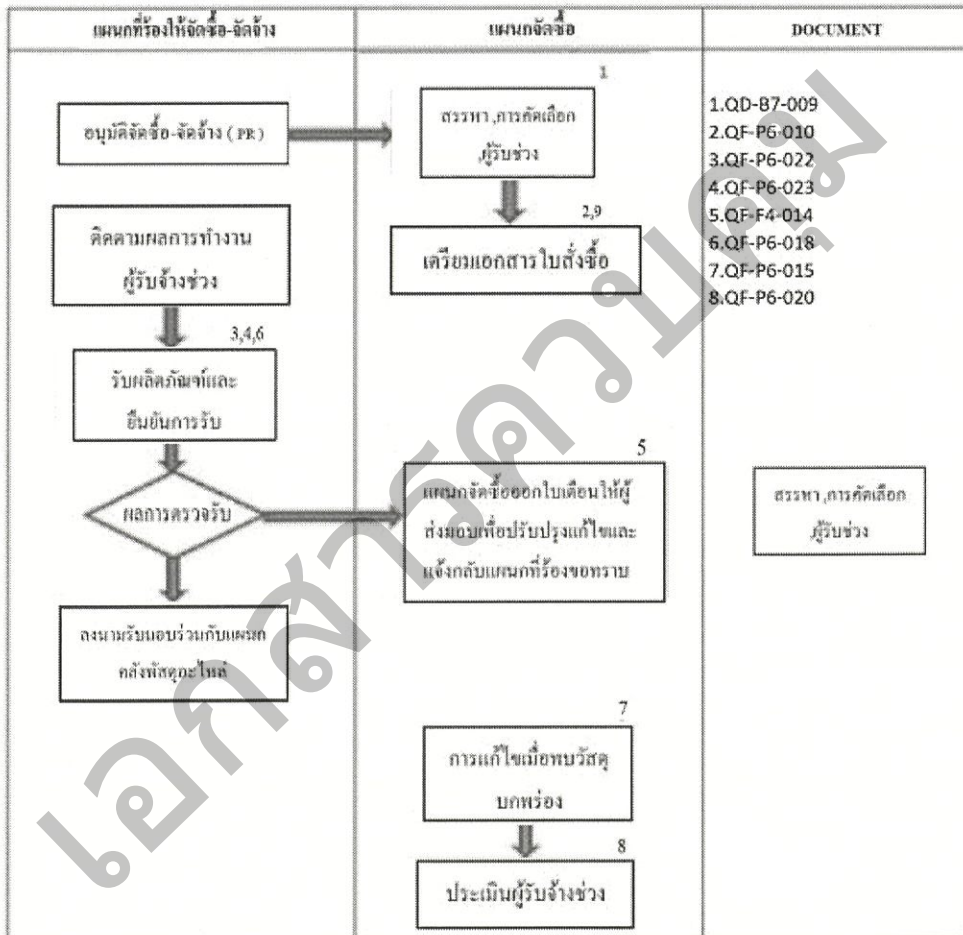 แผนกที่ร้องให้จัดซื้อ-จัดจ้าง
แผนกจัดซื้อ
DOCUMENT
อนุมัติจัดซื้อ-จัดจ้าง ( PR )
1
สรรหา ,การคัดเลือก
,ผู้รับช่วง
2,9
เตรียมเอกสารใบสั่งซื้อ
1.QD-B7-009
2.QF-P6-010
3.QF-P6-022
4.QF-P6-023
5.QF-F4-014
6.QF-P6-018
7.QF-P6-015
8.QF-P6-020
ติดตามผลการทำงาน
ผู้รับจ้างช่วง
3,4,6
รับผลิตภัณฑ์และ
ยืนยันการรับ
ผลการตรวจรับ
5
แผนกจัดซื้อออกใบเตือนให้ผู้
ส่งมอบเพื่อปรับปรุงแก้ไขและ
แจ้งกลับแผนกที่ร้องขอทราบ
สรรหา ,การคัดเลือก
,ผู้รับช่วง
ลงนามรับมอบร่วมกับแผนก
คลังพัสดุอะไหล่
7
การแก้ไขเมื่อพบวัสดุ
บกพร่อง
8
ประเมินผู้รับจ้างช่วง
เอกสารควบคุม